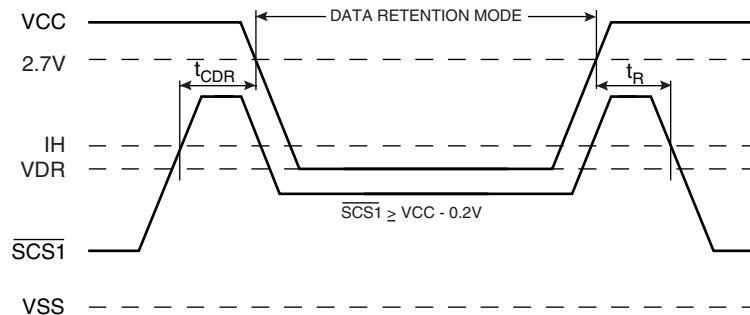 VCC
DATA RETENTION MODE
2.7V
tCDR
tR
IH
VDR
SCS1 ≥ VCC - 0.2V
SCS1
VSS